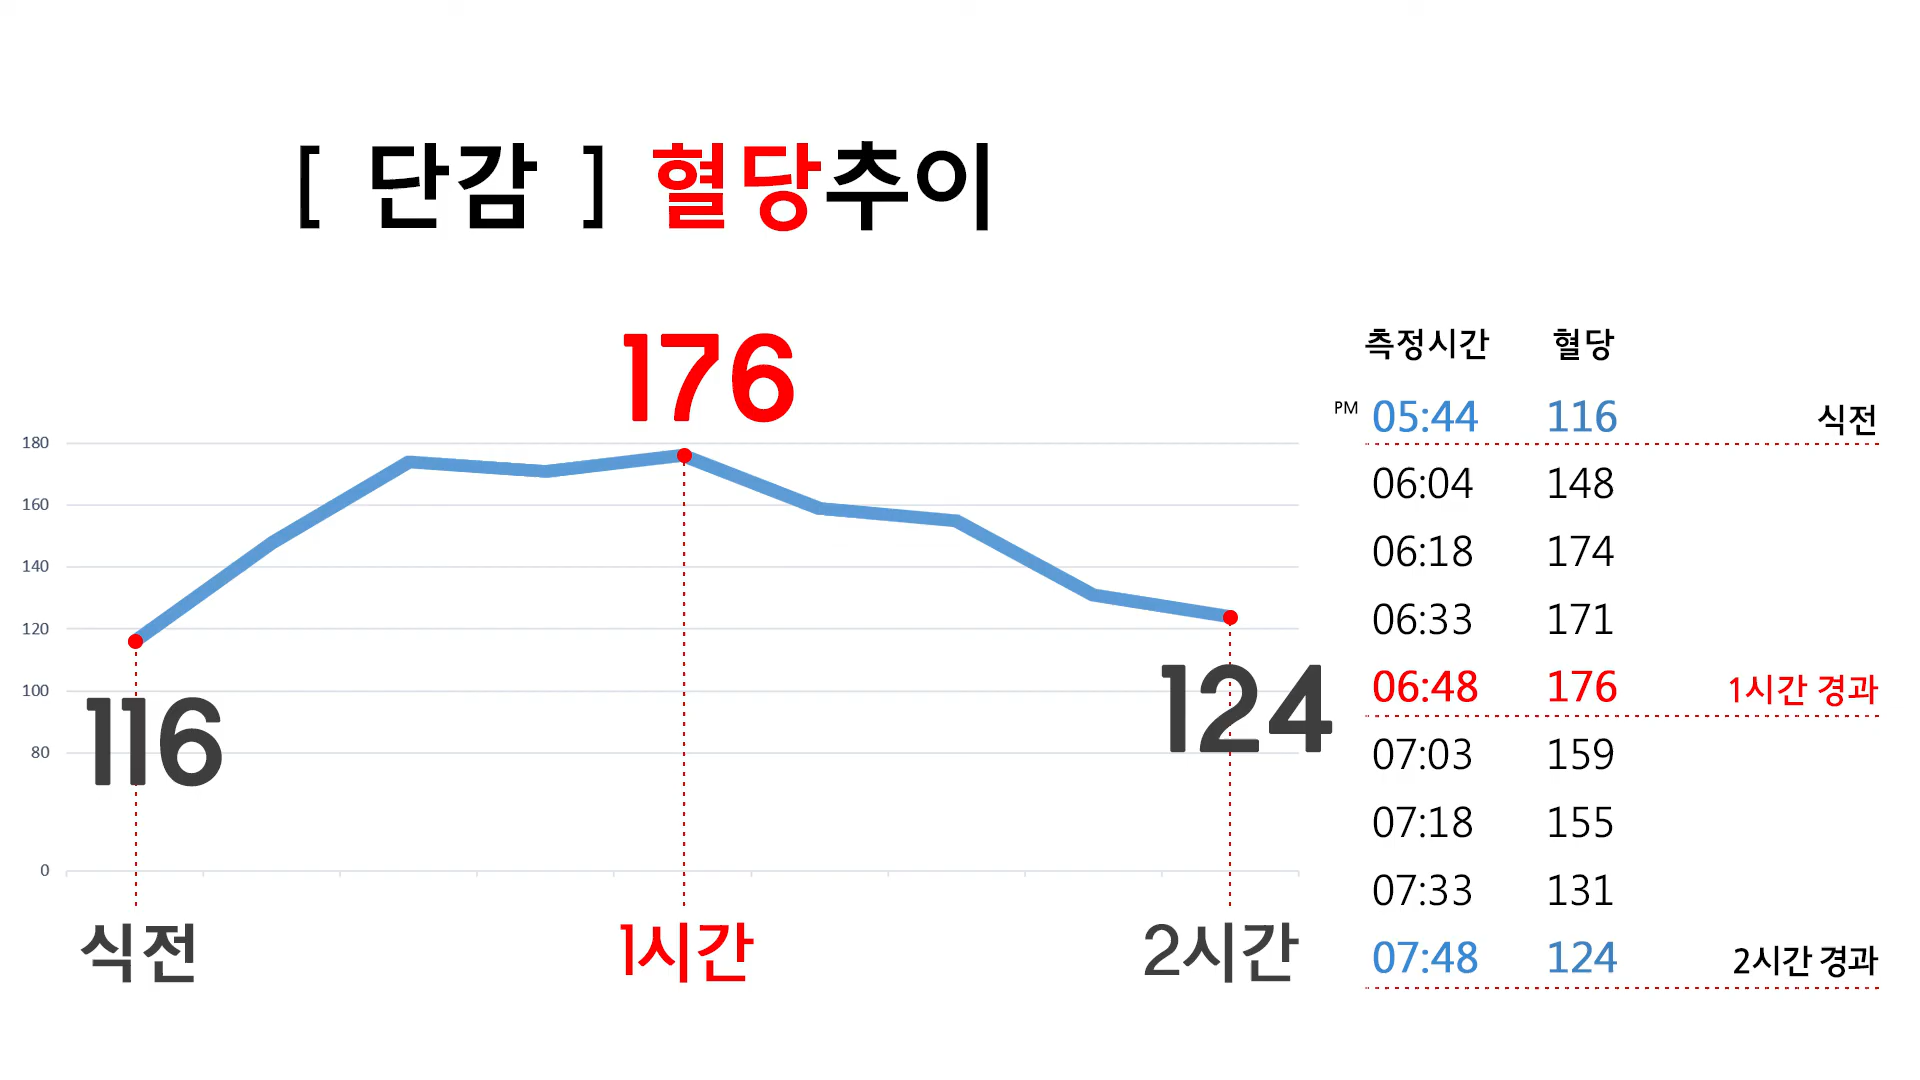 [ 단감 ] 혈당추이
176
180
160
140
120
100
80
0
116
124
식전
1시간
2시간
측정시간 혈당
PM 05:44 116 식전
06:04 148
06:18 174
06:33 171
06:48 176 1시간 경과
07:03 159
07:18 155
07:33 131
07:48 124 2시간 경과